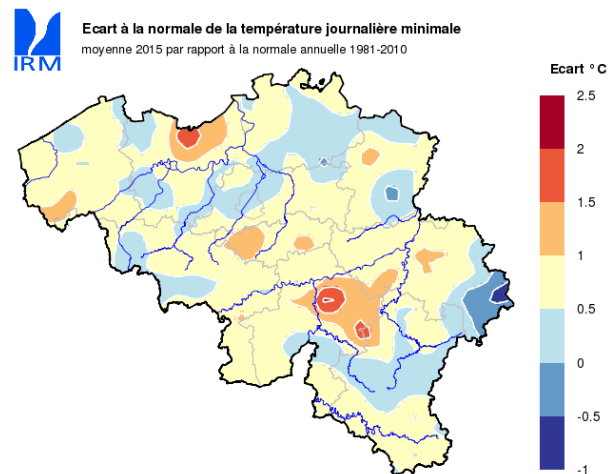 Ecart à la normale de la température journalière minimale
moyenne 2015 par rapport à la normale annuelle 1981-2010
IRM
Ecart °C
2.5
2
1.5
1
0.5
0
-0.5
-1